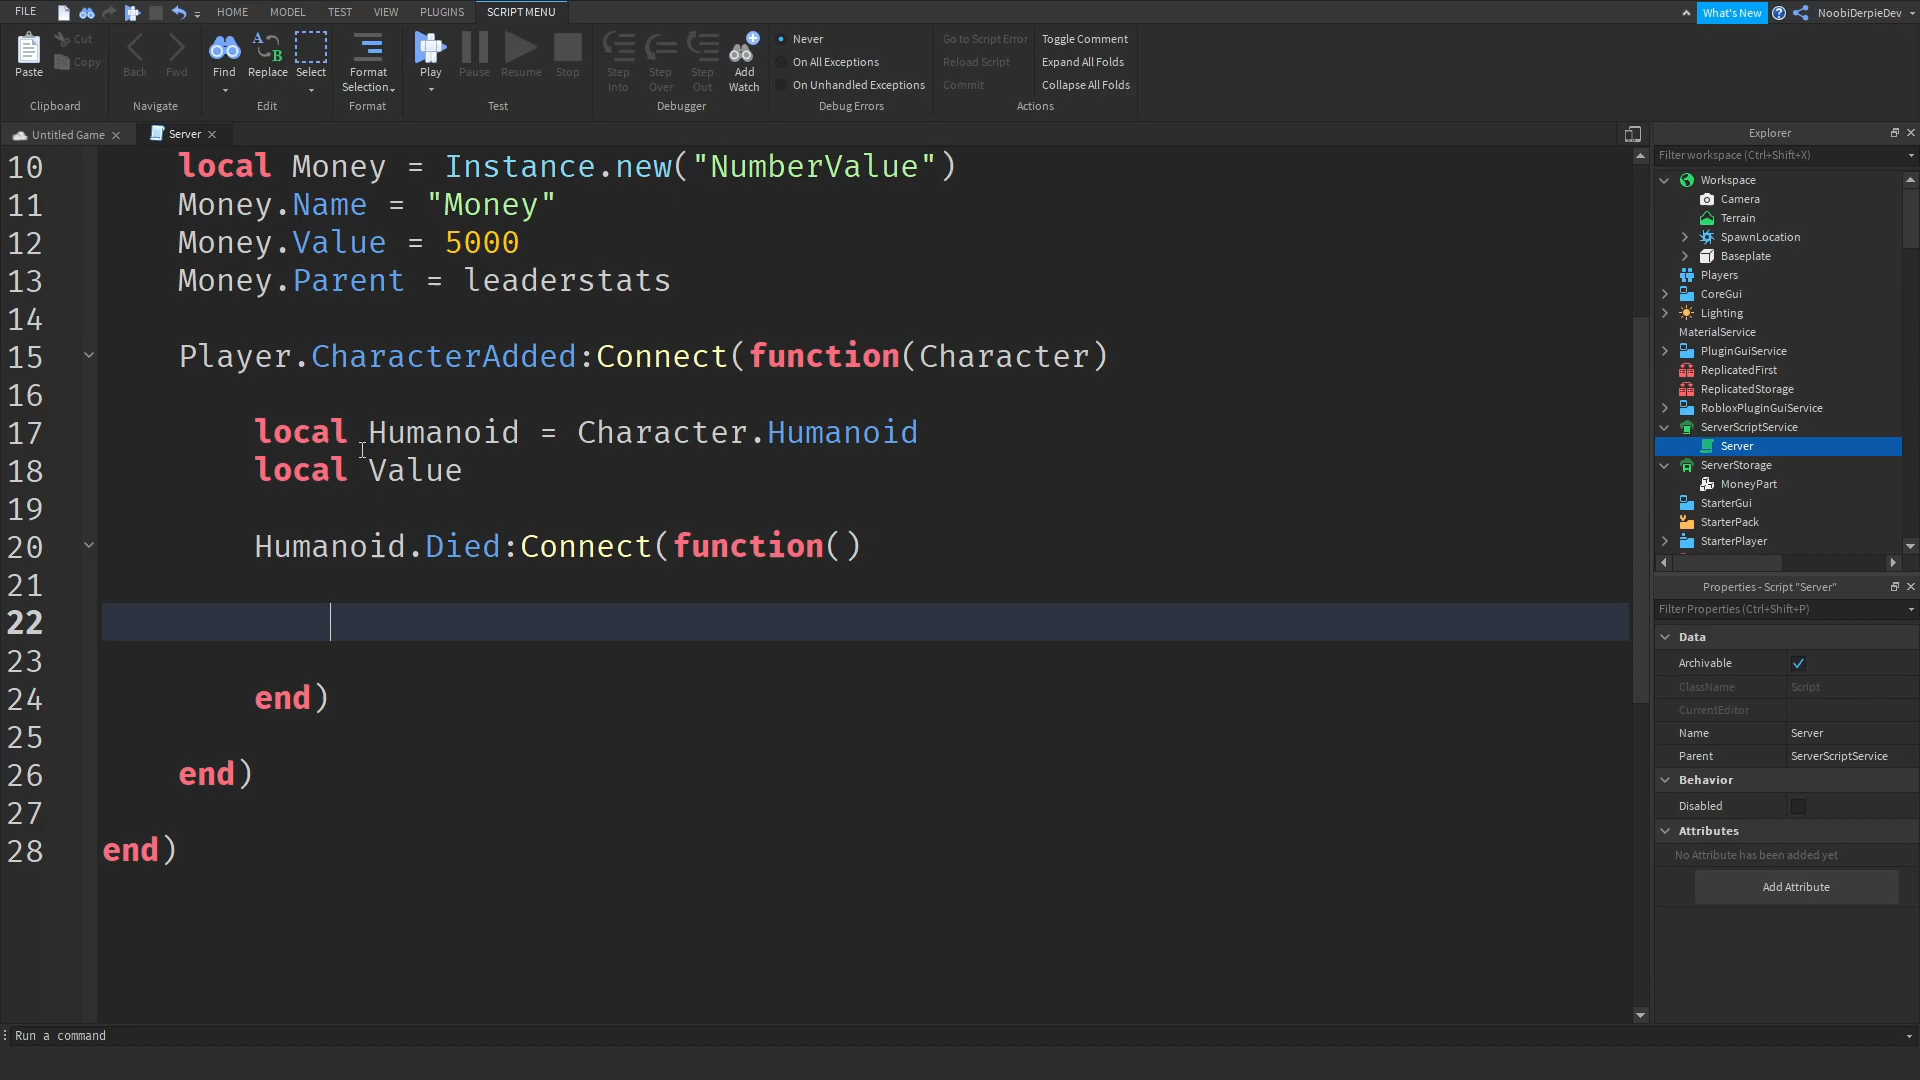 FILE HOME MODEL TEST VIEW PLUGINS SCRIPT MENU What's New NoobiDerpieDev
Paste Cut Copy Clipboard
Back Fwd Navigate
Find Replace Select Edit
Format Selection Format
Play Pause Resume Stop Test
Step Into Step Over Step Out Add Watch Debugger
Never
On All Exceptions
On Unhandled Exceptions
Debug Errors
Go to Script Error Toggle Comment
Reload Script Expand All Folds
Commit Collapse All Folds
Actions
Untitled Game Server
10 local Money = Instance.new("NumberValue")
11 Money.Name = "Money"
12 Money.Value = 5000
13 Money.Parent = leaderstats
14
15 Player.CharacterAdded:Connect(function(Character)
16
17 local Humanoid = Character.Humanoid
18 local Value
19
20 Humanoid.Died:Connect(function()
21
22
23
24 end)
25
26 end)
27
28 end)
Run a command
Explorer
Filter workspace (Ctrl+Shift+X)
Workspace
Camera
Terrain
SpawnLocation
Baseplate
Players
CoreGui
Lighting
MaterialService
PluginGuiService
ReplicatedFirst
ReplicatedStorage
RobloxPluginGuiService
ServerScriptService
Server
ServerStorage
MoneyPart
StarterGui
StarterPack
StarterPlayer
Properties - Script "Server"
Filter Properties (Ctrl+Shift+P)
Data
Archivable
ClassName Script
CurrentEditor
Name Server
Parent ServerScriptService
Behavior
Disabled
Attributes
No Attribute has been added yet
Add Attribute